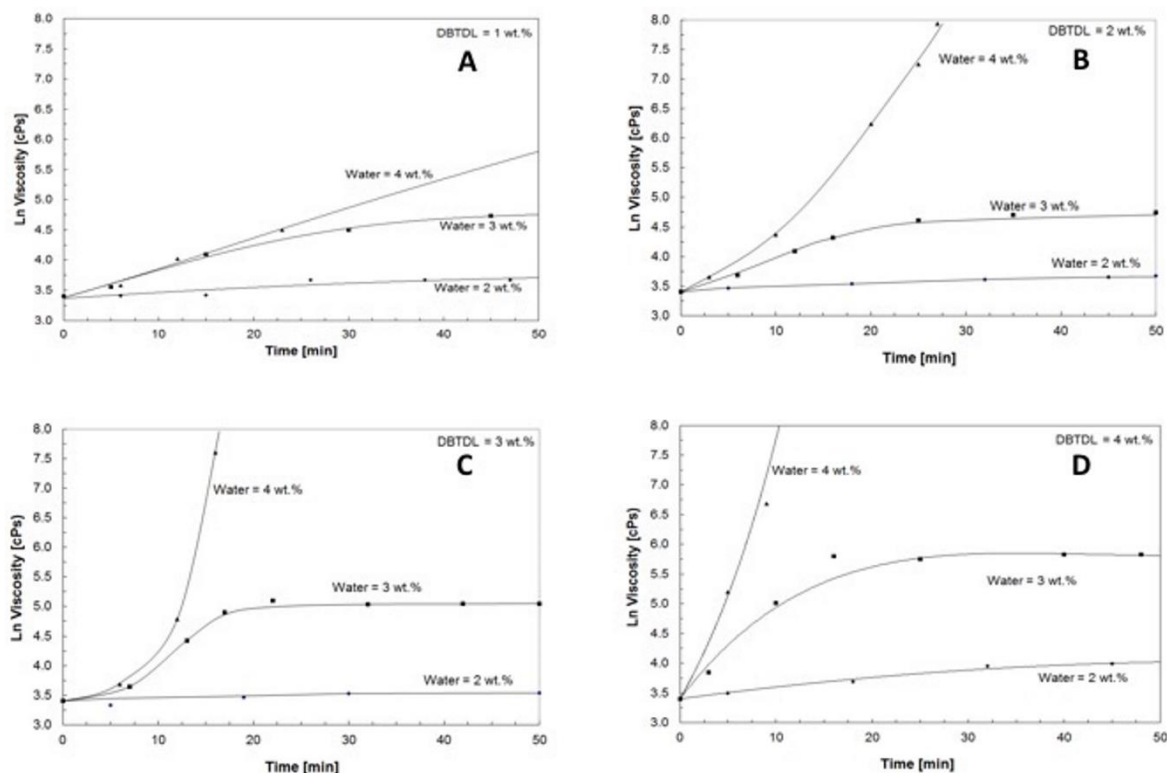 DBTDL = 1 wt.%
A
Ln Viscosity [cPs]
8.0
7.5
7.0
6.5
6.0
5.5
5.0
4.5
4.0
3.5
3.0
Water = 4 wt.%
Water = 3 wt.%
Water = 2 wt.%
0 10 20 30 40 50
Time [min]
DBTDL = 2 wt.%
B
Ln Viscosity [cPs]
8.0
7.5
7.0
6.5
6.0
5.5
5.0
4.5
4.0
3.5
3.0
Water = 4 wt.%
Water = 3 wt.%
Water = 2 wt.%
0 10 20 30 40 50
Time [min]
DBTDL = 3 wt.%
C
Ln Viscosity [cPs)
8.0
7.5
7.0
6.5
6.0
5.5
5.0
4.5
4.0
3.5
3.0
Water = 4 wt.%
Water = 3 wt.%
Water = 2 wt.%
0 10 20 30 40 50
Time [min]
DBTDL = 4 wt.%
D
Ln Viscosity (cPs)
8.0
7.5
7.0
6.5
6.0
5.5
5.0
4.5
4.0
3.5
3.0
Water = 4 wt.%
Water = 3 wt.%
Water = 2 wt.%
0 10 20 30 40 50
Time [min]